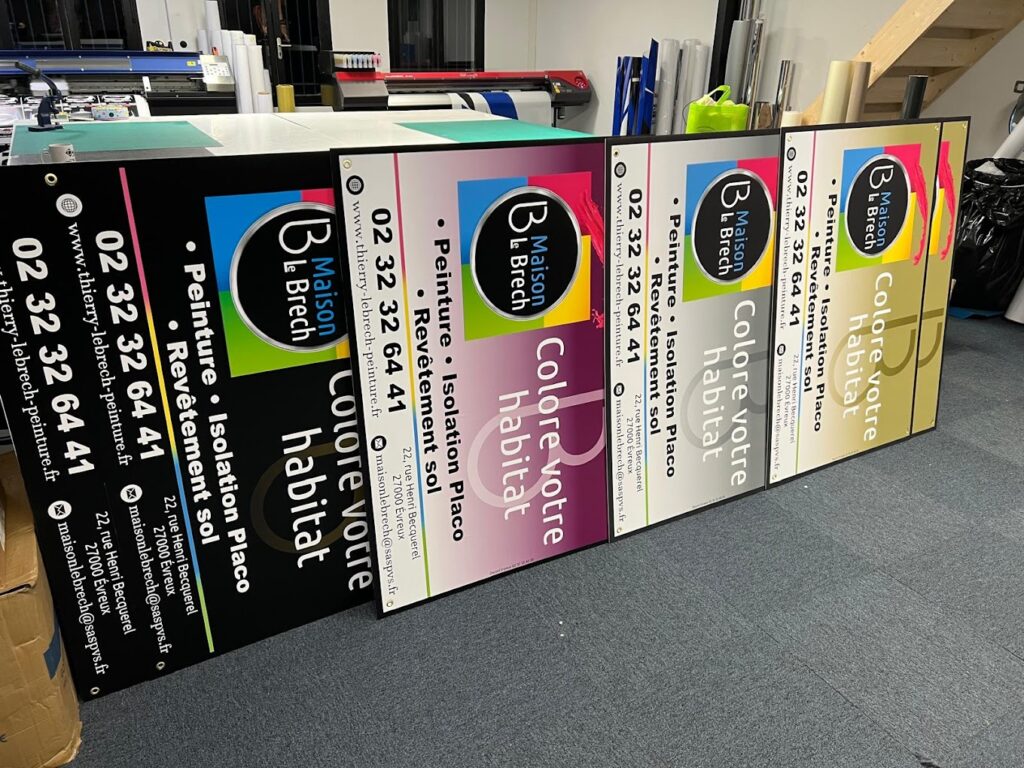 Maison
Le Brech
Colore votre
habitat
• Peinture • Isolation Placo
• Revêtement sol
02 32 32 64 41
www.thierry-lebrech-peinture.fr
22, rue Henri Becquerel
27000 Évreux
maisonlebrech@saspvs.fr
02 32 32 64 41
thierry-lebrech-peinture.fr
22, rue Henri Becquerel
27000 Évreux
maisonlebrech@saspvs.fr
Maison
Le Brech
Colore votre
habitat
• Peinture • Isolation Placo
• Revêtement sol
02 32 32 64 41
www.thierry-lebrech-peinture.fr
22, rue Henri Becquerel
27000 Évreux
maisonlebrech@saspvs.fr
Maison
Le Brech
Colore votre
habitat
• Peinture • Isolation Placo
• Revêtement sol
02 32 32 64 41
www.thierry-lebrech-peinture.fr
22, rue Henri Becquerel
27000 Évreux
maisonlebrech@saspvs.fr
Maison
Le Brech
Colore votre
habitat
• Peinture • Isolation Placo
• Revêtement sol
02 32 32 64 41
www.thierry-lebrech-peinture.fr
22, rue Henri Becquerel
27000 Évreux
maisonlebrech@saspvs.fr